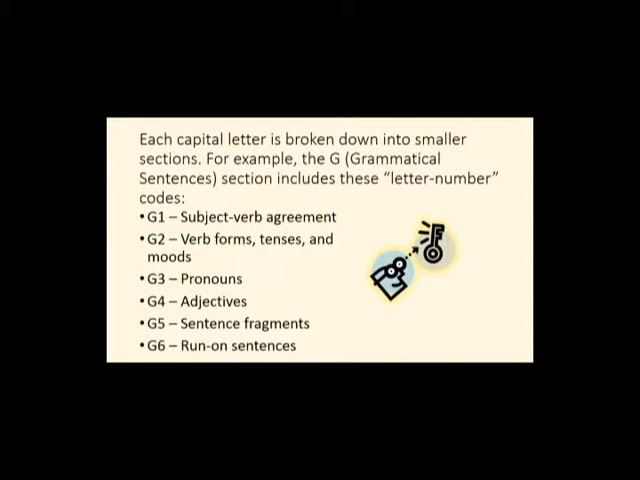 Each capital letter is broken down into smaller
sections. For example, the G (Grammatical
Sentences) section includes these “letter-number”
codes:
• G1 – Subject-verb agreement
• G2 – Verb forms, tenses, and
moods
• G3 – Pronouns
• G4 – Adjectives
• G5 – Sentence fragments
• G6 – Run-on sentences